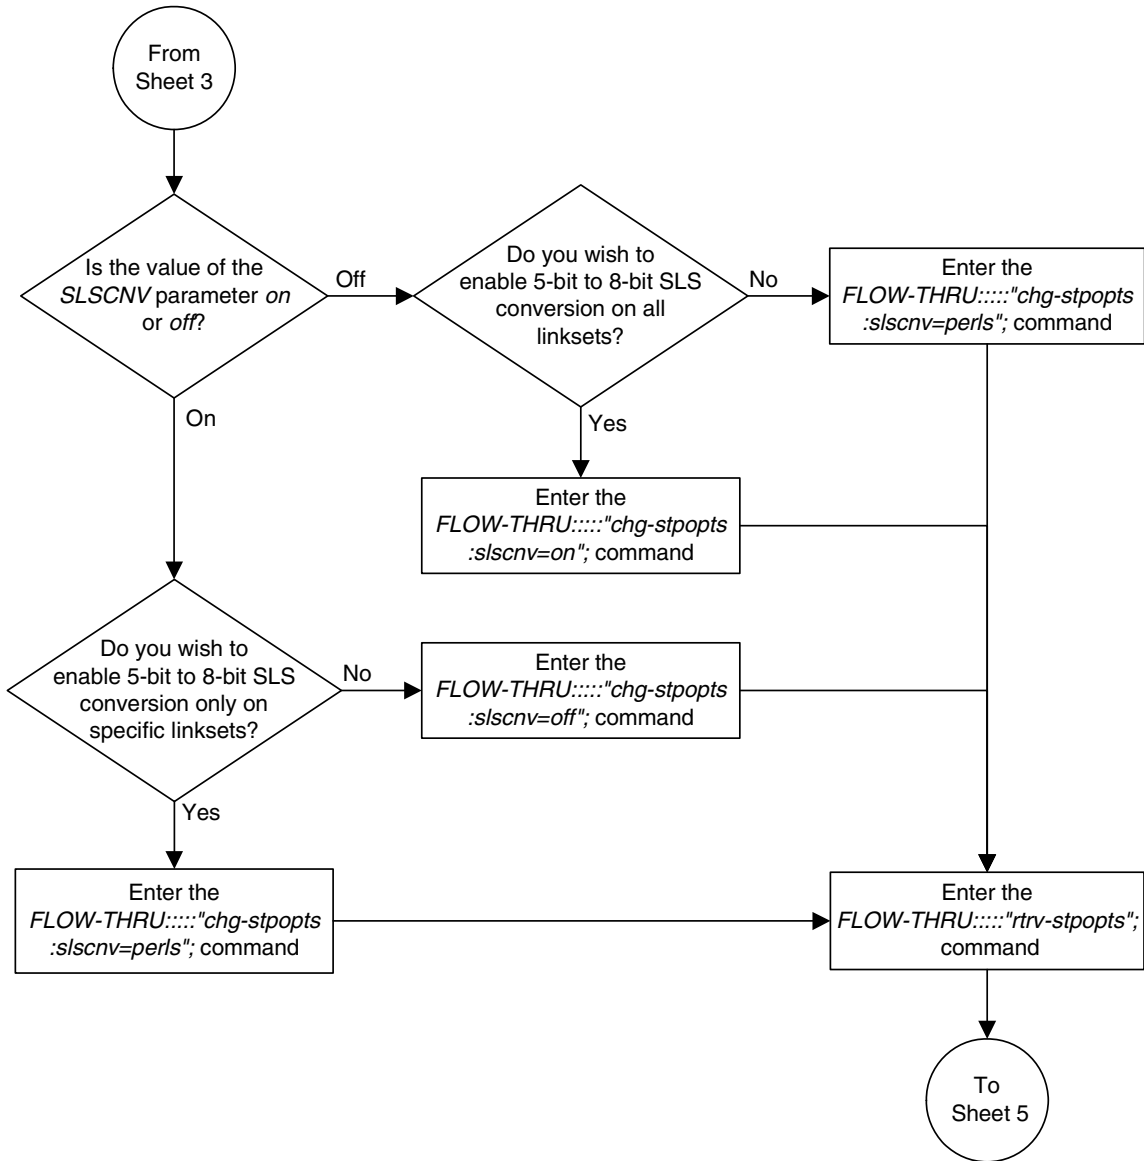 From
Sheet 3
Is the value of the
SLSCNV parameter on
or off?
Off
On
Do you wish to
enable 5-bit to 8-bit SLS
conversion on all
linksets?
No
Yes
Enter the
FLOW-THRU:::::"chg-stpopts
:slscnv=perls"; command
Enter the
FLOW-THRU:::::"chg-stpopts
:slscnv=on"; command
Do you wish to
enable 5-bit to 8-bit SLS
conversion only on
specific linksets?
No
Yes
Enter the
FLOW-THRU:::::"chg-stpopts
:slscnv=off"; command
Enter the
FLOW-THRU:::::"chg-stpopts
:slscnv=perls"; command
Enter the
FLOW-THRU:::::"rtrv-stpopts";
command
To
Sheet 5